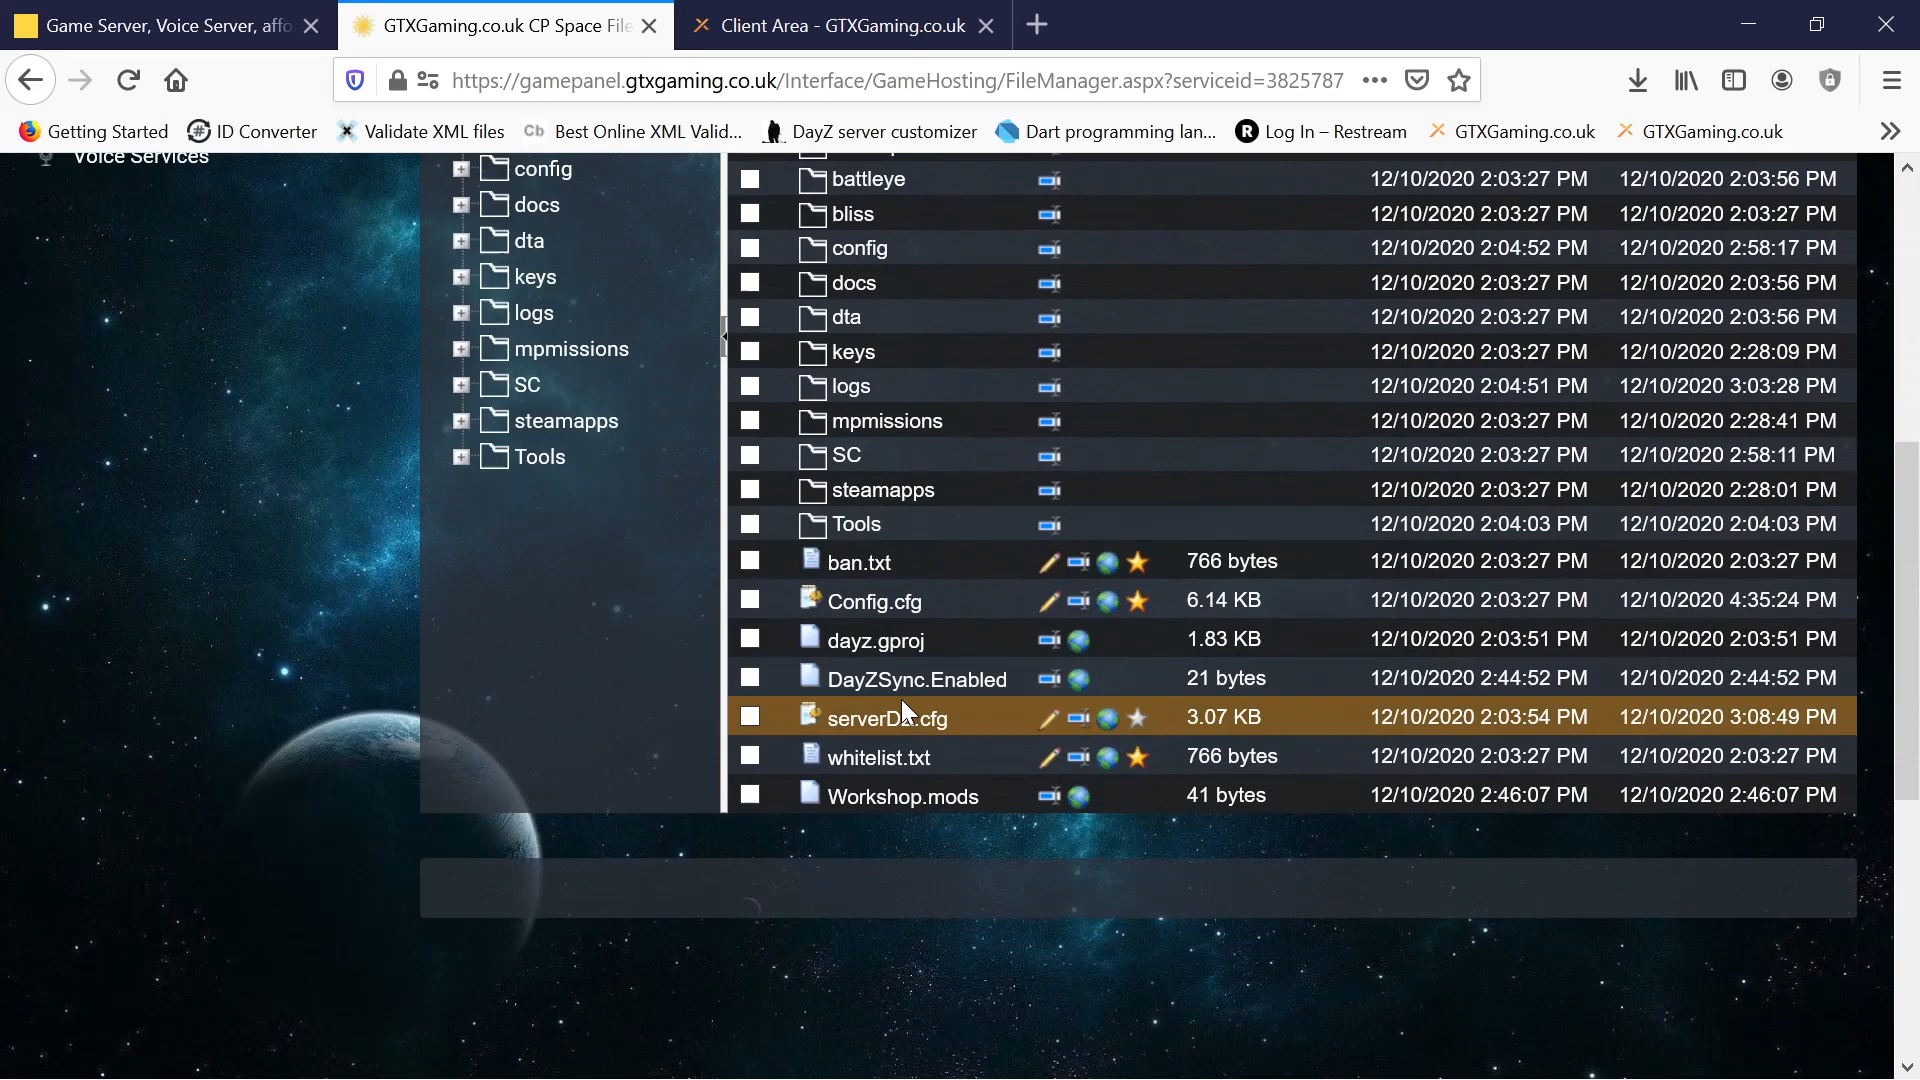 Game Server, Voice Server, affo
GTXGaming.co.uk CP Space File
Client Area - GTXGaming.co.uk
https://gamepanel.gtxgaming.co.uk/Interface/GameHosting/FileManager.aspx?serviceid=3825787
Getting Started
ID Converter
Validate XML files
Cb Best Online XML Valid...
DayZ server customizer
Dart programming lan...
R Log In – Restream
GTXGaming.co.uk
GTXGaming.co.uk
Voice Services
config
docs
dta
keys
logs
mpmissions
SC
steamapps
Tools
battleye 12/10/2020 2:03:27 PM 12/10/2020 2:03:56 PM
bliss 12/10/2020 2:03:27 PM 12/10/2020 2:03:27 PM
config 12/10/2020 2:04:52 PM 12/10/2020 2:58:17 PM
docs 12/10/2020 2:03:27 PM 12/10/2020 2:03:56 PM
dta 12/10/2020 2:03:27 PM 12/10/2020 2:03:56 PM
keys 12/10/2020 2:03:27 PM 12/10/2020 2:28:09 PM
logs 12/10/2020 2:04:51 PM 12/10/2020 3:03:28 PM
mpmissions 12/10/2020 2:03:27 PM 12/10/2020 2:28:41 PM
SC 12/10/2020 2:03:27 PM 12/10/2020 2:58:11 PM
steamapps 12/10/2020 2:03:27 PM 12/10/2020 2:28:01 PM
Tools 12/10/2020 2:04:03 PM 12/10/2020 2:04:03 PM
ban.txt 766 bytes 12/10/2020 2:03:27 PM 12/10/2020 2:03:27 PM
Config.cfg 6.14 KB 12/10/2020 2:03:27 PM 12/10/2020 4:35:24 PM
dayz.gproj 1.83 KB 12/10/2020 2:03:51 PM 12/10/2020 2:03:51 PM
DayZSync.Enabled 21 bytes 12/10/2020 2:44:52 PM 12/10/2020 2:44:52 PM
3.07 KB 12/10/2020 2:03:54 PM 12/10/2020 3:08:49 PM
whitelist.txt 766 bytes 12/10/2020 2:03:27 PM 12/10/2020 2:03:27 PM
Workshop.mods 41 bytes 12/10/2020 2:46:07 PM 12/10/2020 2:46:07 PM